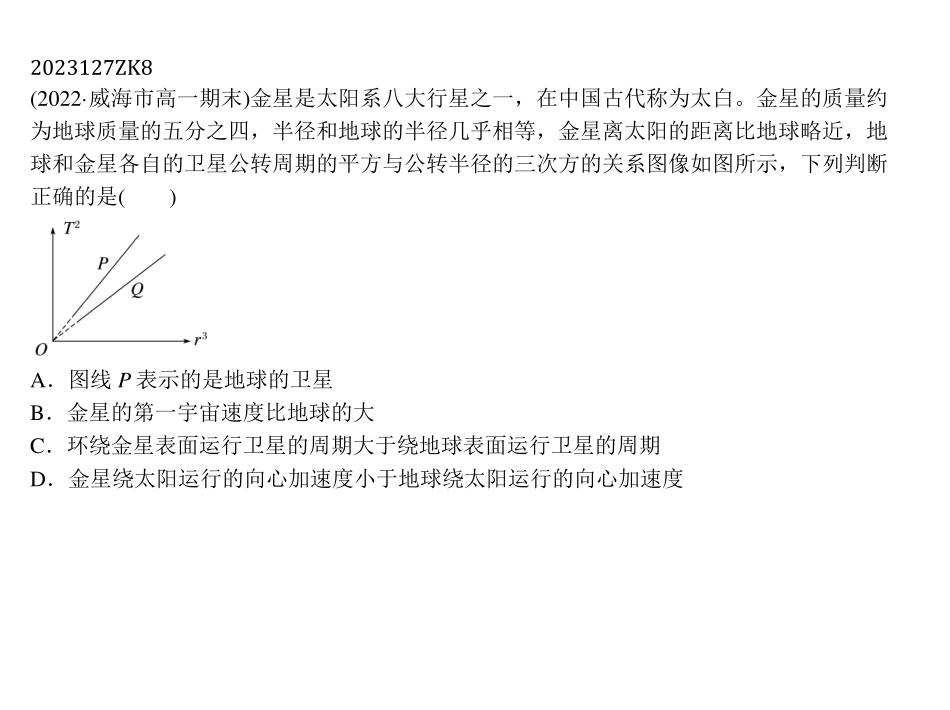 2023127ZK8
(2022·威海市高一期末)金星是太阳系八大行星之一，在中国古代称为太白。金星的质量约
为地球质量的五分之四，半径和地球的半径几乎相等，金星离太阳的距离比地球略近，地
球和金星各自的卫星公转周期的平方与公转半径的三次方的关系图像如图所示，下列判断
正确的是(　　)
T²
P
Q
O
r³
A．图线 P 表示的是地球的卫星
B．金星的第一宇宙速度比地球的大
C．环绕金星表面运行卫星的周期大于绕地球表面运行卫星的周期
D．金星绕太阳运行的向心加速度小于地球绕太阳运行的向心加速度